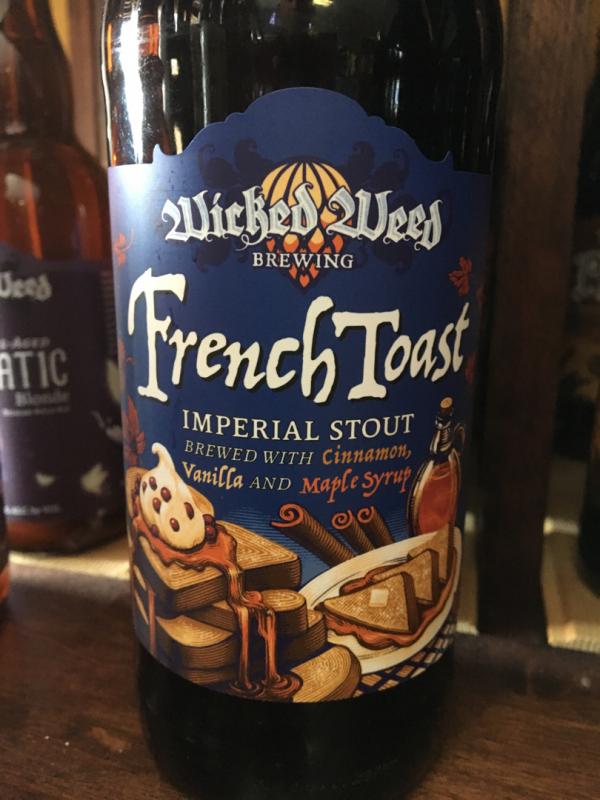 Wicked Weed
BREWING
French Toast
IMPERIAL STOUT
BREWED WITH Cinnamon,
Vanilla AND Maple Syrup
Weed
ATIC
Blonde